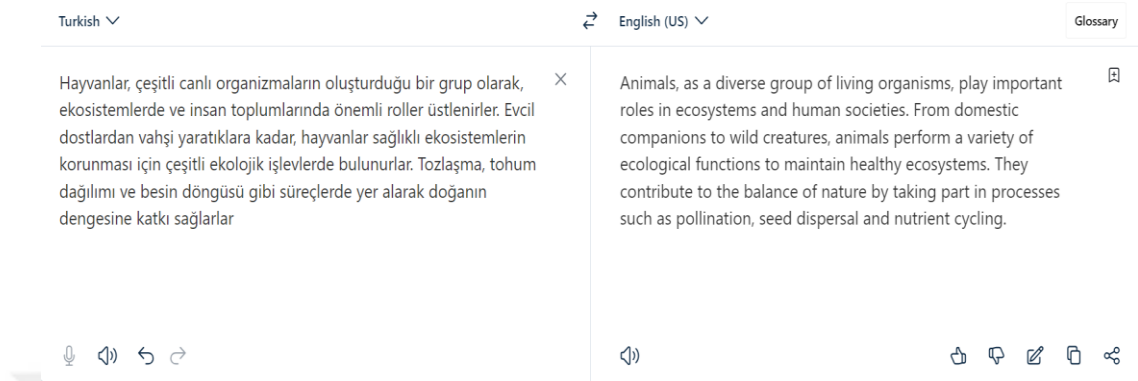 Turkish
English (US)
Glossary
Hayvanlar, çeşitli canlı organizmaların oluşturduğu bir grup olarak,
ekosistemlerde ve insan toplumlarında önemli roller üstlenirler. Evcil
dostlardan vahşi yaratıklara kadar, hayvanlar sağlıklı ekosistemlerin
korunması için çeşitli ekolojik işlevlerde bulunurlar. Tozlaşma, tohum
dağılımı ve besin döngüsü gibi süreçlerde yer alarak doğanın
dengesine katkı sağlarlar
Animals, as a diverse group of living organisms, play important
roles in ecosystems and human societies. From domestic
companions to wild creatures, animals perform a variety of
ecological functions to maintain healthy ecosystems. They
contribute to the balance of nature by taking part in processes
such as pollination, seed dispersal and nutrient cycling.